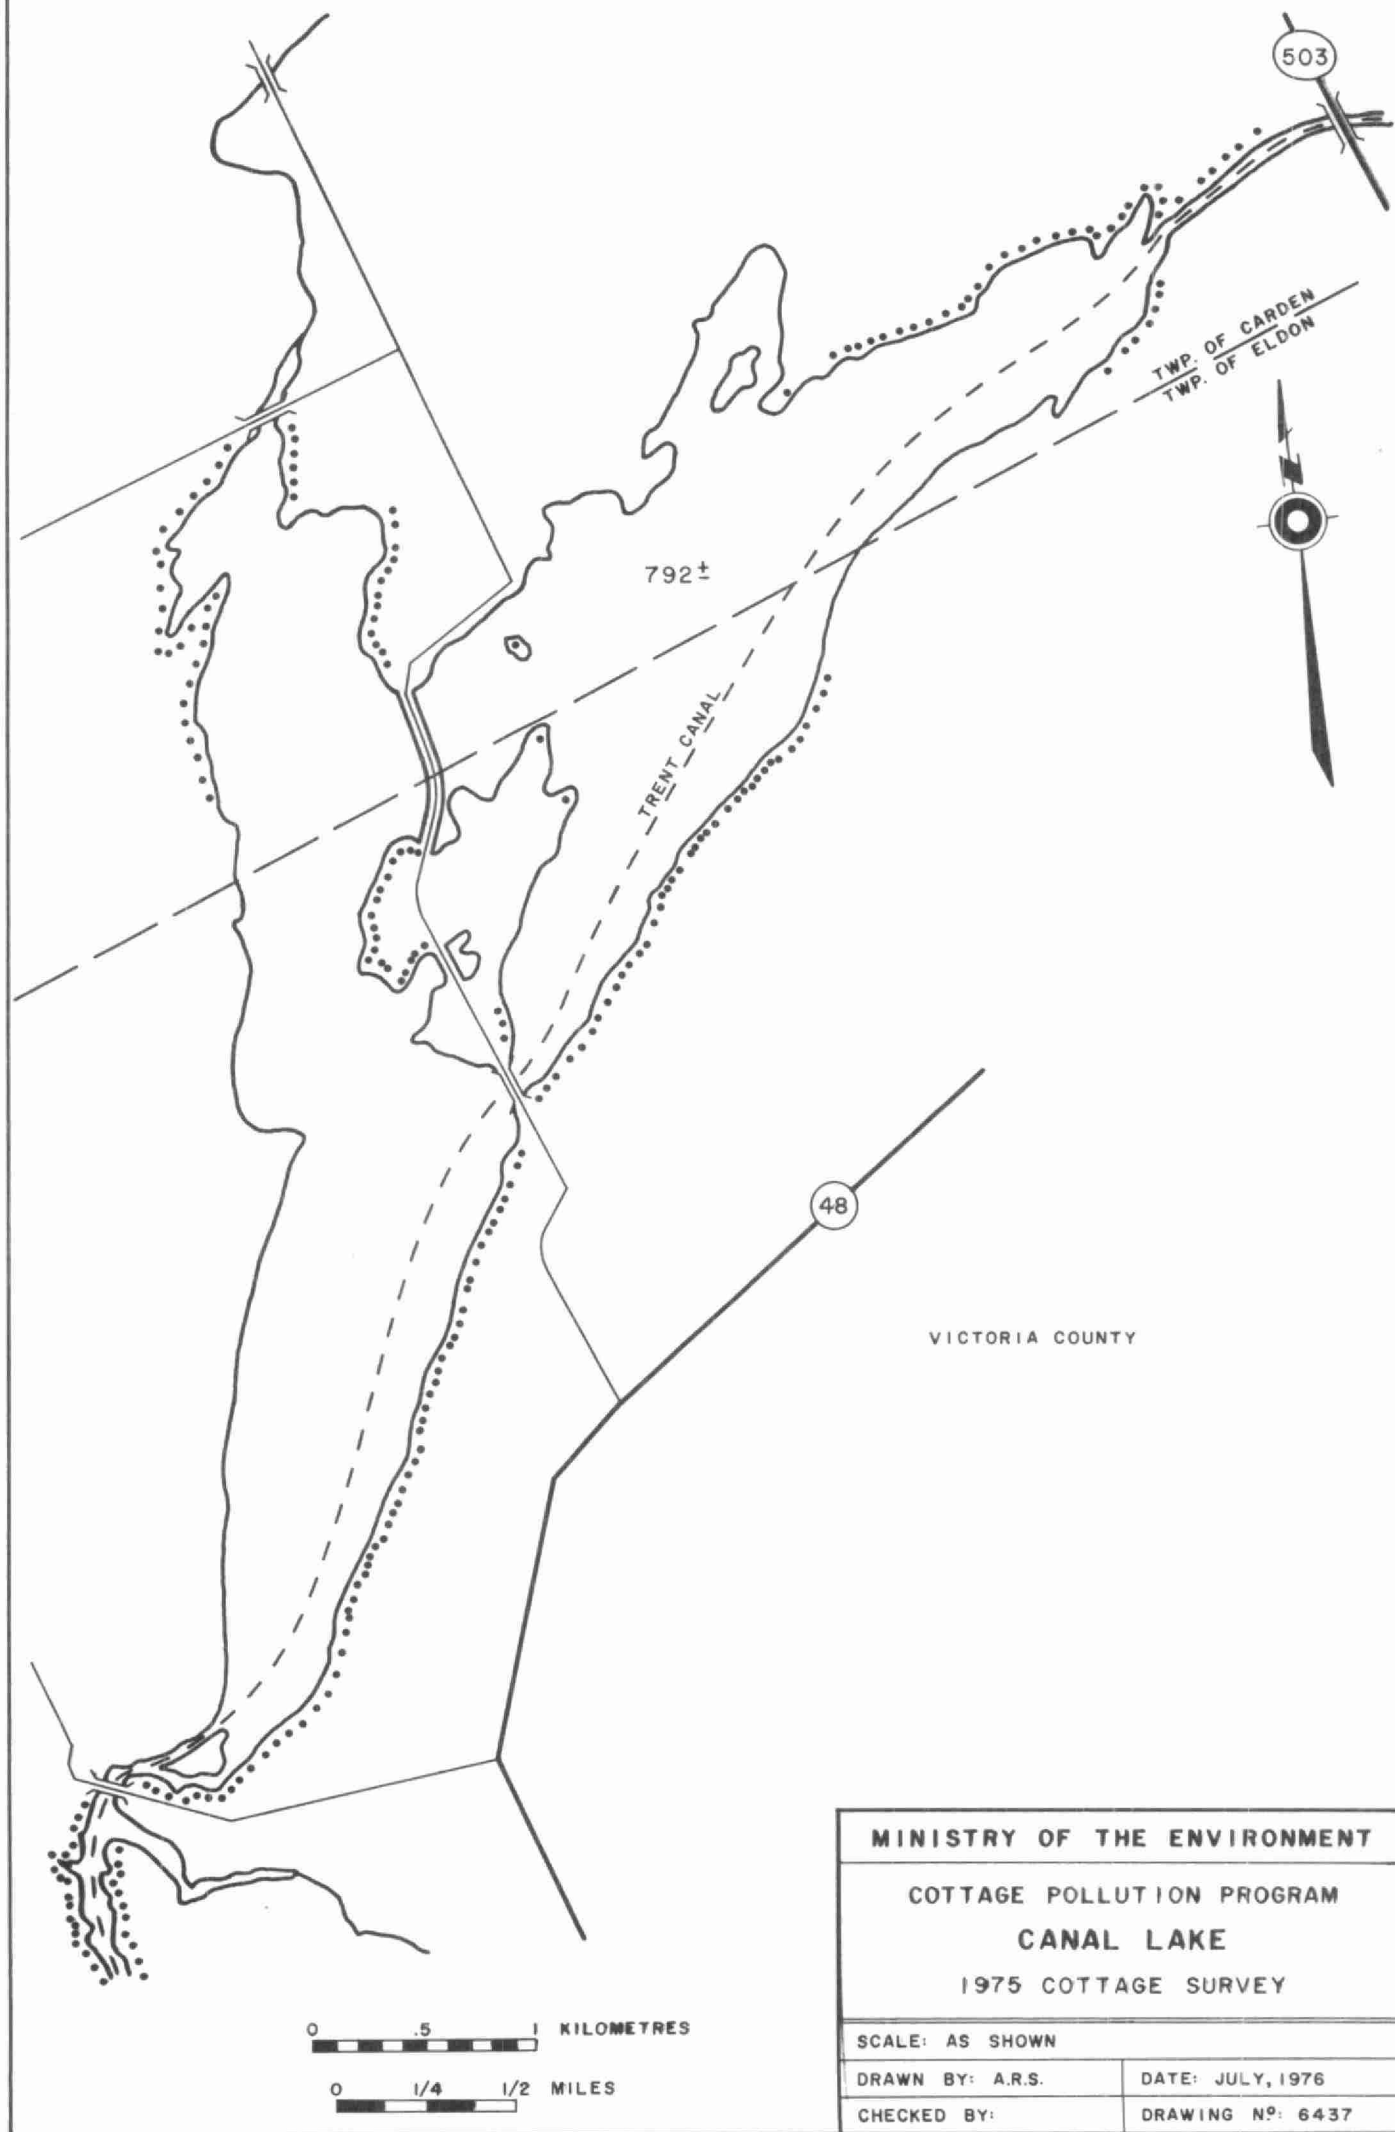 503
TWP. OF CARDEN
TWP. OF ELDON
N
792±
TRENT CANAL
48
VICTORIA COUNTY
0 .5 1 KILOMETRES
0 1/4 1/2 MILES
MINISTRY OF THE ENVIRONMENT
COTTAGE POLLUTION PROGRAM
CANAL LAKE
1975 COTTAGE SURVEY
SCALE: AS SHOWN
DRAWN BY: A.R.S.
DATE: JULY, 1976
CHECKED BY:
DRAWING Nº: 6437